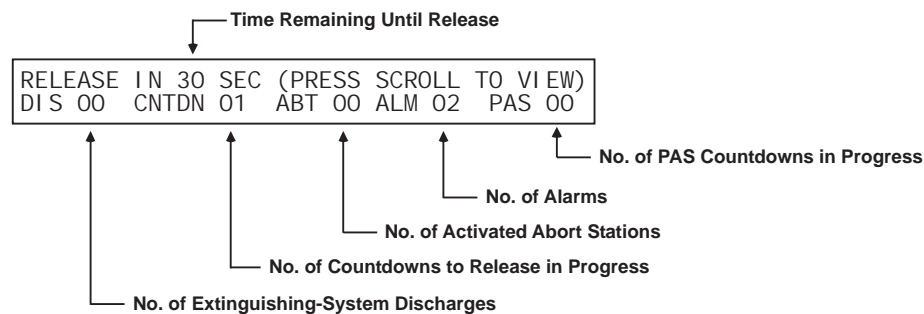 Time Remaining Until Release
RELEASE IN 30 SEC (PRESS SCROLL TO VIEW)
DIS 00 CNTDN 01 ABT 00 ALM 02 PAS 00
No. of PAS Countdowns in Progress
No. of Alarms
No. of Activated Abort Stations
No. of Countdowns to Release in Progress
No. of Extinguishing-System Discharges